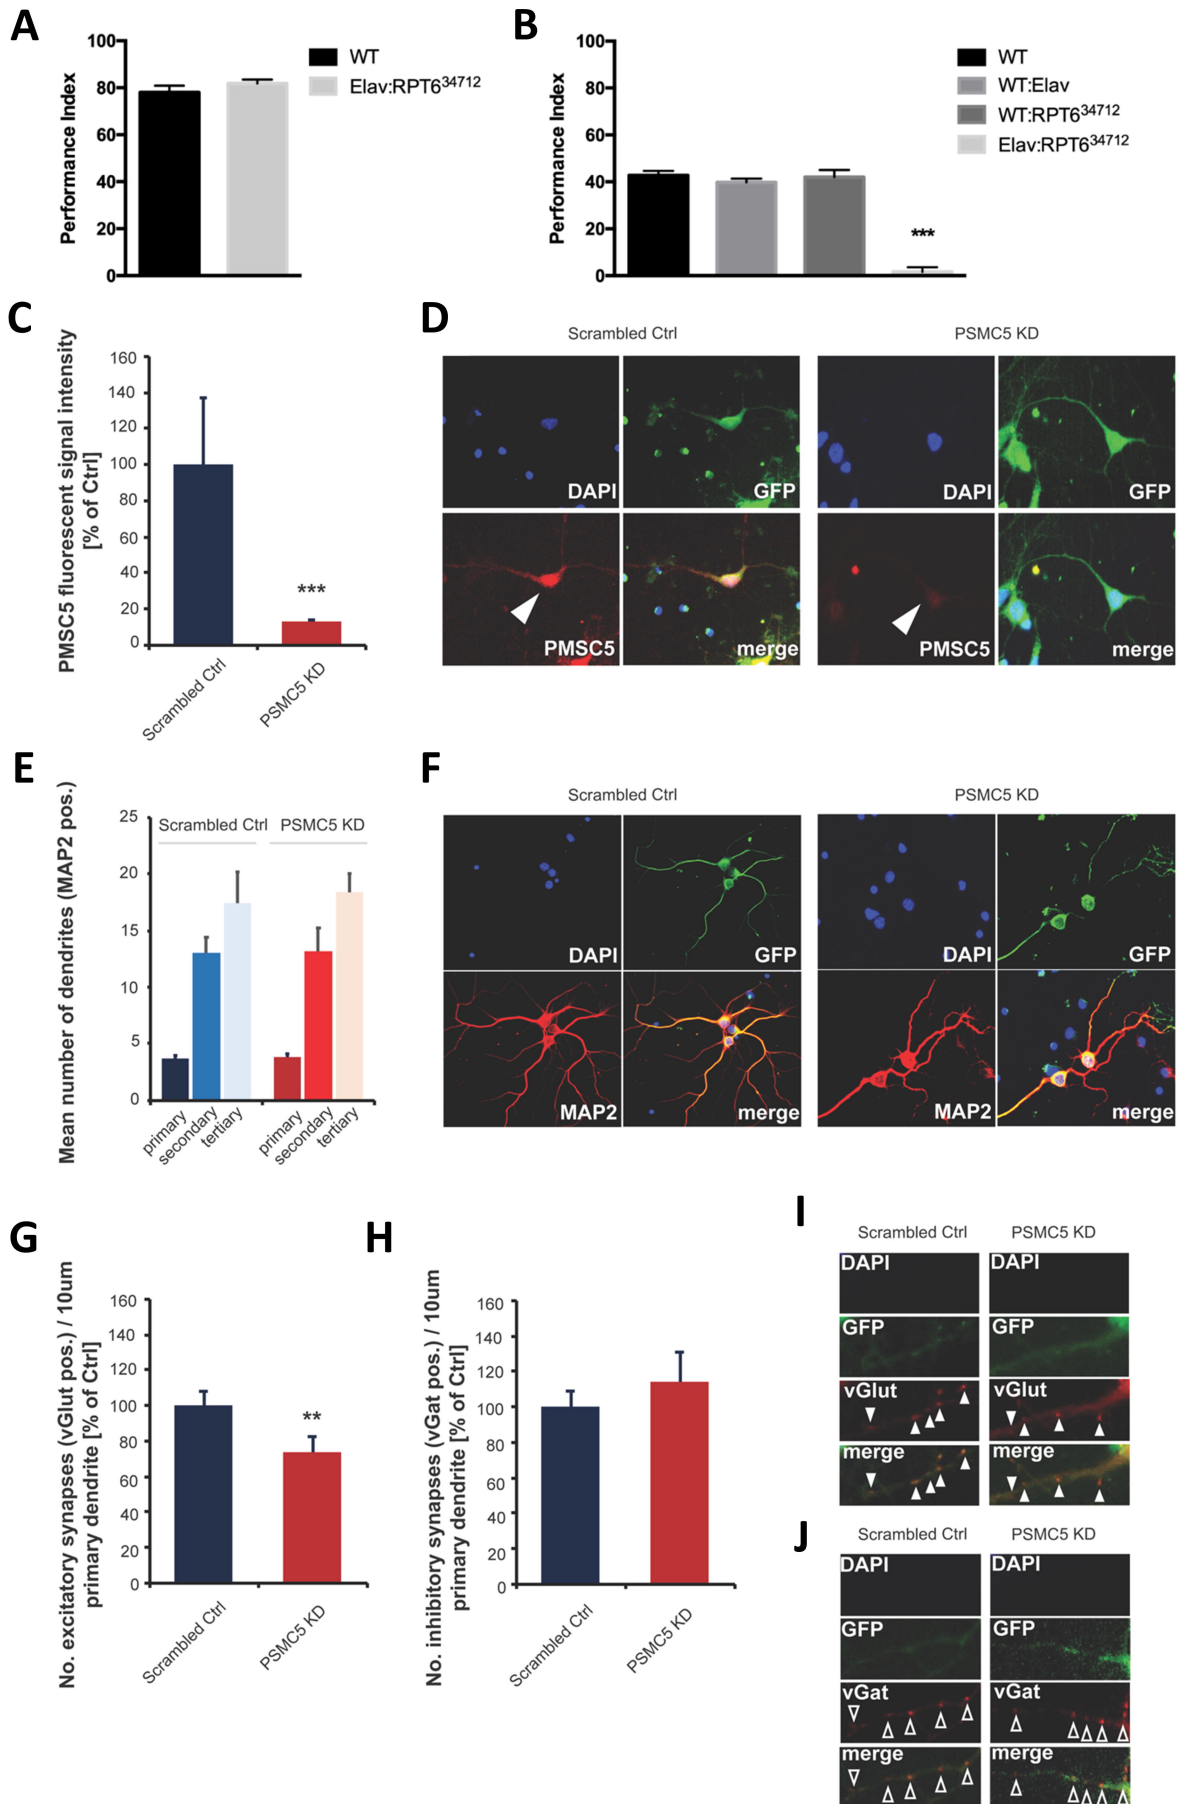 A
100
80
60
40
20
0
Performance Index
WT
Elav:RPT6³⁴⁷¹²
B
100
80
60
40
20
0
Performance Index
WT
WT:Elav
WT:RPT6³⁴⁷¹²
Elav:RPT6³⁴⁷¹²
***
C
PMSC5 fluorescent signal intensity
[% of Ctrl]
160
140
120
100
80
60
40
20
0
***
Scrambled Ctrl
PSMC5 KD
D
Scrambled Ctrl
PSMC5 KD
DAPI
GFP
DAPI
GFP
PMSC5
merge
PMSC5
merge
E
Mean number of dendrites (MAP2 pos.)
25
20
15
10
5
0
Scrambled Ctrl
PSMC5 KD
primary
secondary
tertiary
primary
secondary
tertiary
F
Scrambled Ctrl
PSMC5 KD
DAPI
GFP
DAPI
GFP
MAP2
merge
MAP2
merge
G
No. excitatory synapses (vGlut pos.) / 10um
primary dendrite [% of Ctrl]
160
140
120
100
80
60
40
20
0
**
Scrambled Ctrl
PSMC5 KD
H
No. inhibitory synapses (vGat pos.) / 10um
primary dendrite [% of Ctrl]
160
140
120
100
80
60
40
20
0
Scrambled Ctrl
PSMC5 KD
I
Scrambled Ctrl
PSMC5 KD
DAPI
DAPI
GFP
GFP
vGlut
vGlut
merge
merge
J
Scrambled Ctrl
PSMC5 KD
DAPI
DAPI
GFP
GFP
vGat
vGat
merge
merge